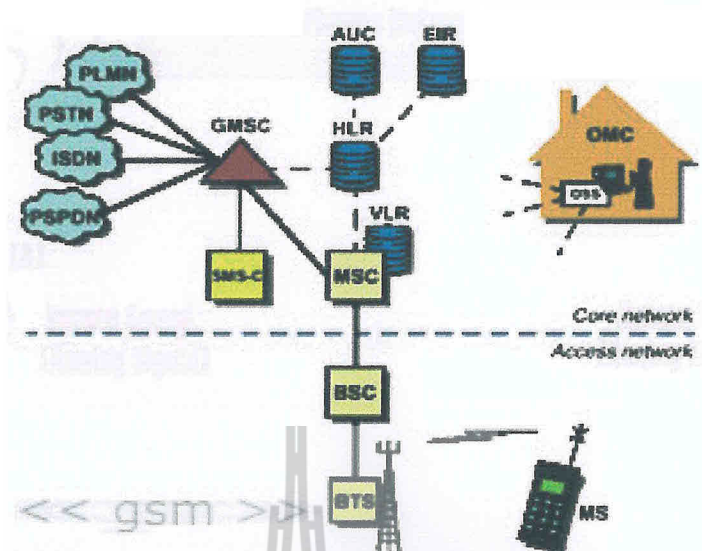 AUC EIR
PLMN
PSTN
GMSC HLR
ISDN
OMC
OSS
PSPDN
VLR
SMS-C MSC
Core network
Access network
BSC
BTS
MS
<< gsm >>